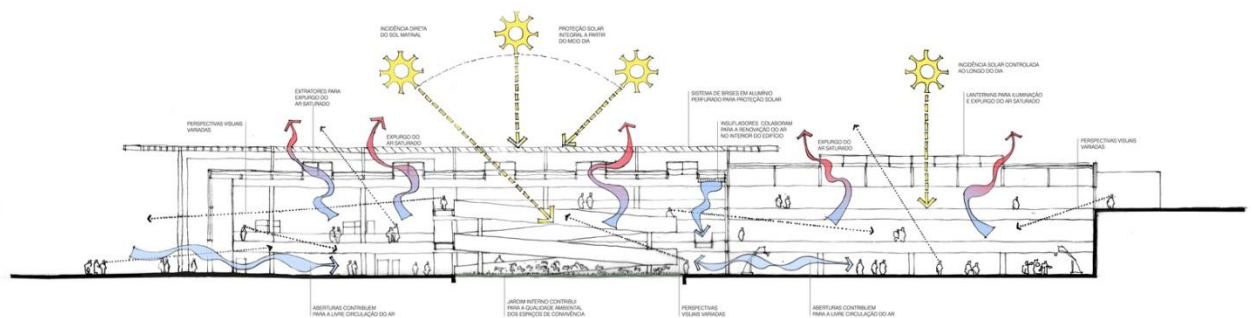 INCIDÊNCIA DIRETA
DO SOL MATINAL
PROTEÇÃO SOLAR
INTEGRAL A PARTIR
DO MEIO DIA
INCIDÊNCIA SOLAR CONTROLADA
AO LONGO DO DIA
EXTRATORES PARA
EXPURGO DO
AR SATURADO
SISTEMA DE BRISES EM ALUMÍNIO
PERFURADO PARA PROTEÇÃO SOLAR
LANTERNINS PARA ILUMINAÇÃO
E EXPURGO DO AR SATURADO
PERSPECTIVAS VISUAIS
VARIADAS
EXPURGO DO
AR SATURADO
INSUFLADORES COLABORAM
PARA A RENOVAÇÃO DO AR
NO INTERIOR DO EDIFÍCIO
EXPURGO DO
AR SATURADO
PERSPECTIVAS VISUAIS
VARIADAS
ABERTURAS CONTRIBUEM
PARA A LIVRE CIRCULAÇÃO DO AR
JARDIM INTERNO CONTRIBUI
PARA A QUALIDADE AMBIENTAL
DOS ESPAÇOS DE CONVIVÊNCIA
PERSPECTIVAS
VISUAIS VARIADAS
ABERTURAS CONTRIBUEM
PARA A LIVRE CIRCULAÇÃO DO AR